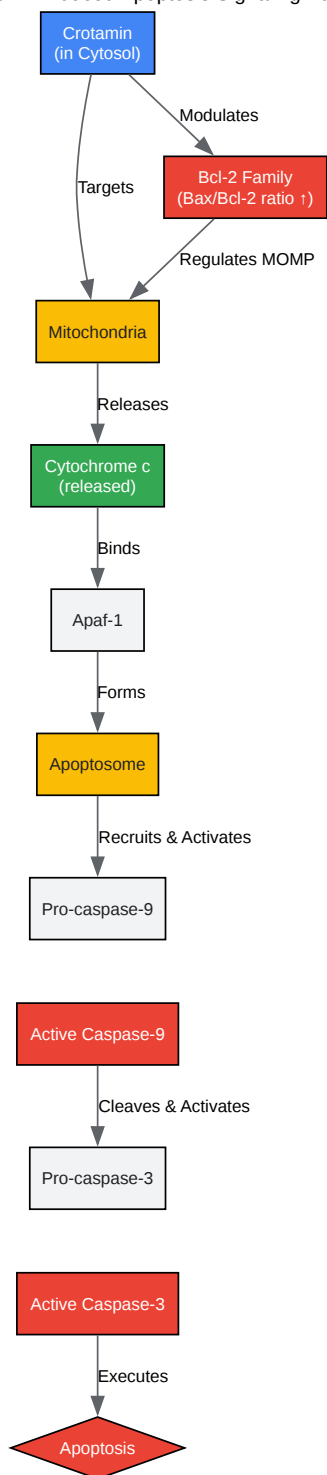 Crotamin
(in Cytosol)
Modulates
Targets
Bcl-2 Family
(Bax/Bcl-2 ratio ↑)
Regulates MOMP
Mitochondria
Releases
Cytochrome c
(released)
Binds
Apaf-1
Forms
Apoptosome
Recruits & Activates
Pro-caspase-9
Active Caspase-9
Cleaves & Activates
Pro-caspase-3
Active Caspase-3
Executes
Apoptosis